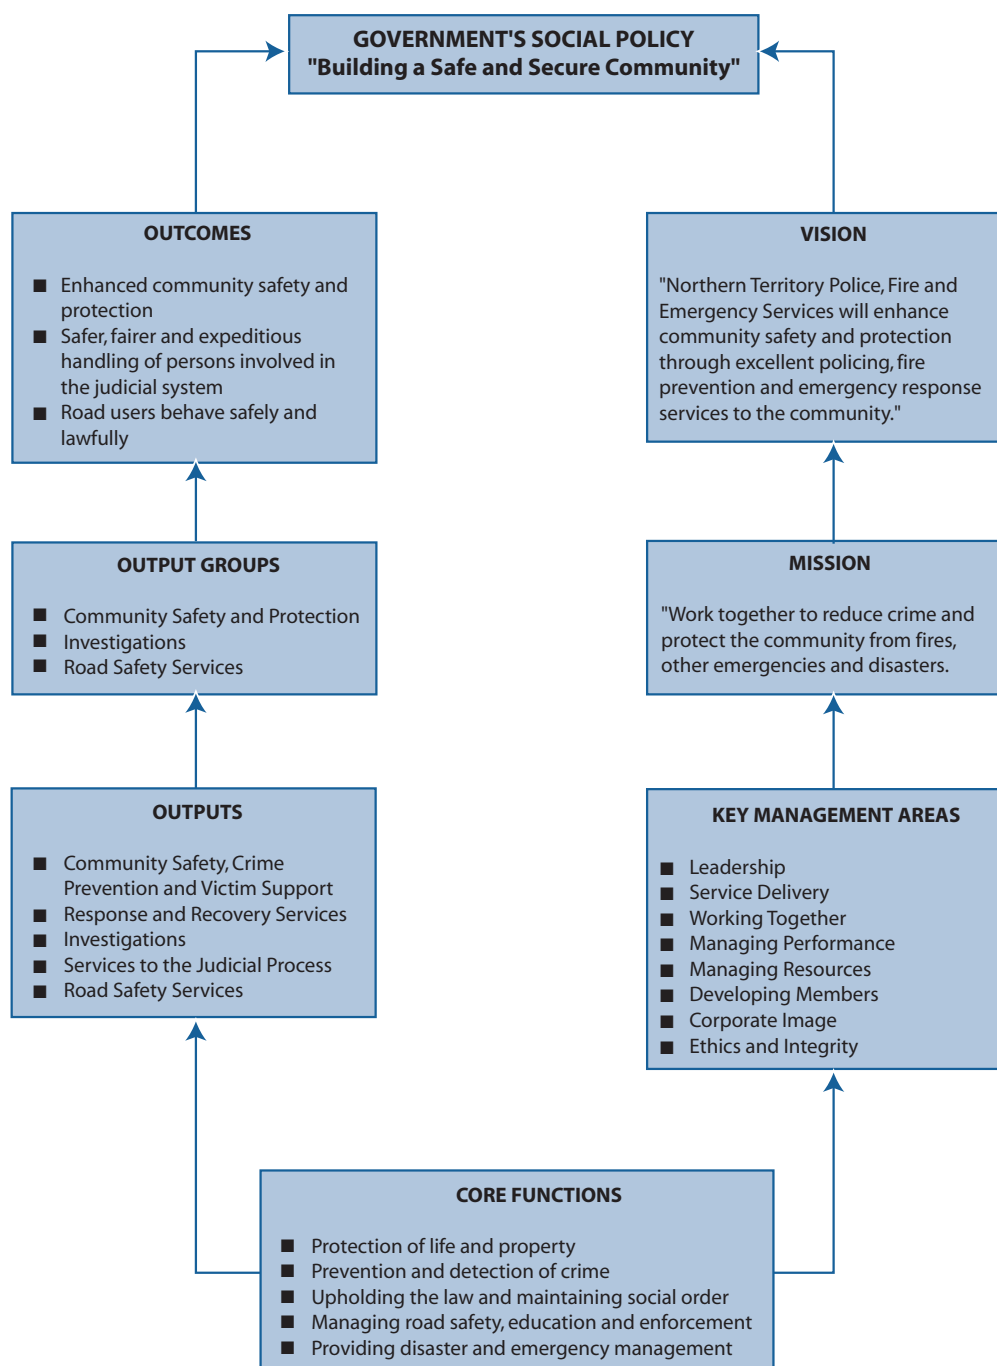 GOVERNMENT'S SOCIAL POLICY
"Building a Safe and Secure Community"
OUTCOMES
■ Enhanced community safety and
protection
■ Safer, fairer and expeditious
handling of persons involved in
the judicial system
■ Road users behave safely and
lawfully
VISION
"Northern Territory Police, Fire and
Emergency Services will enhance
community safety and protection
through excellent policing, fire
prevention and emergency response
services to the community."
OUTPUT GROUPS
■ Community Safety and Protection
■ Investigations
■ Road Safety Services
MISSION
"Work together to reduce crime and
protect the community from fires,
other emergencies and disasters.
OUTPUTS
■ Community Safety, Crime
Prevention and Victim Support
■ Response and Recovery Services
■ Investigations
■ Services to the Judicial Process
■ Road Safety Services
KEY MANAGEMENT AREAS
■ Leadership
■ Service Delivery
■ Working Together
■ Managing Performance
■ Managing Resources
■ Developing Members
■ Corporate Image
■ Ethics and Integrity
CORE FUNCTIONS
■ Protection of life and property
■ Prevention and detection of crime
■ Upholding the law and maintaining social order
■ Managing road safety, education and enforcement
■ Providing disaster and emergency management